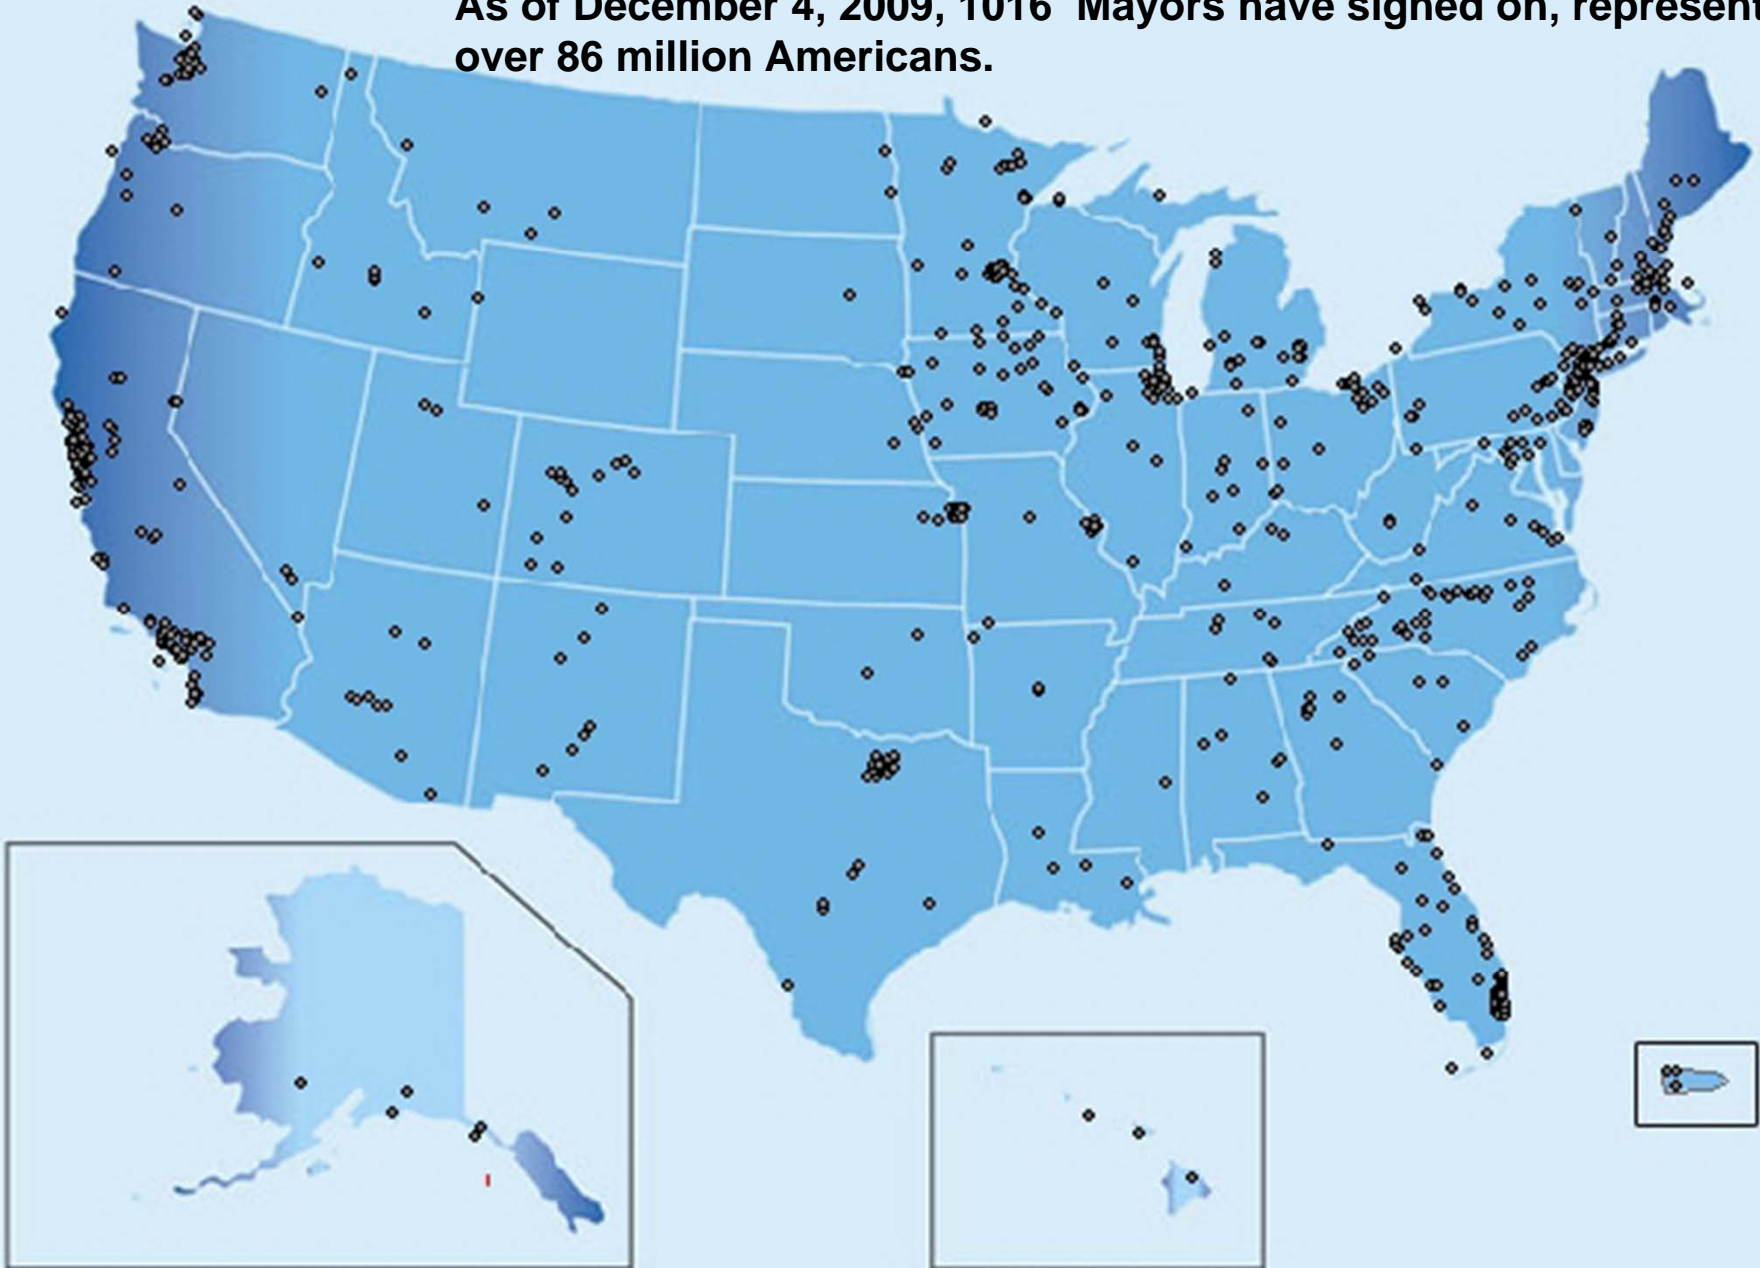 As of December 4, 2009, 1016 Mayors have signed on, represent
over 86 million Americans.